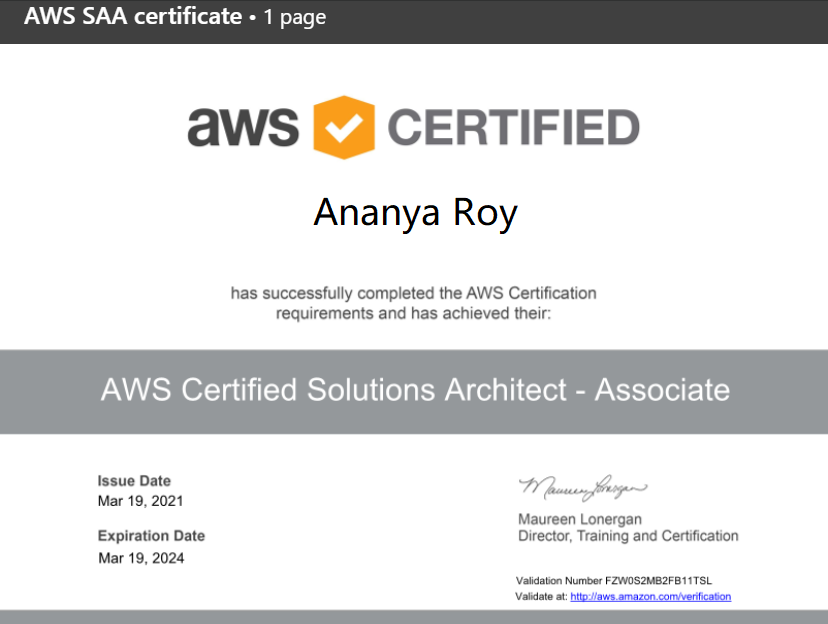 AWS SAA certificate • 1 page
aws CERTIFIED
Ananya Roy
has successfully completed the AWS Certification
requirements and has achieved their:
AWS Certified Solutions Architect - Associate
Issue Date
Mar 19, 2021
Expiration Date
Mar 19, 2024
Maureen Lonergan
Maureen Lonergan
Director, Training and Certification
Validation Number FZW0S2MB2FB11TSL
Validate at: http://aws.amazon.com/verification